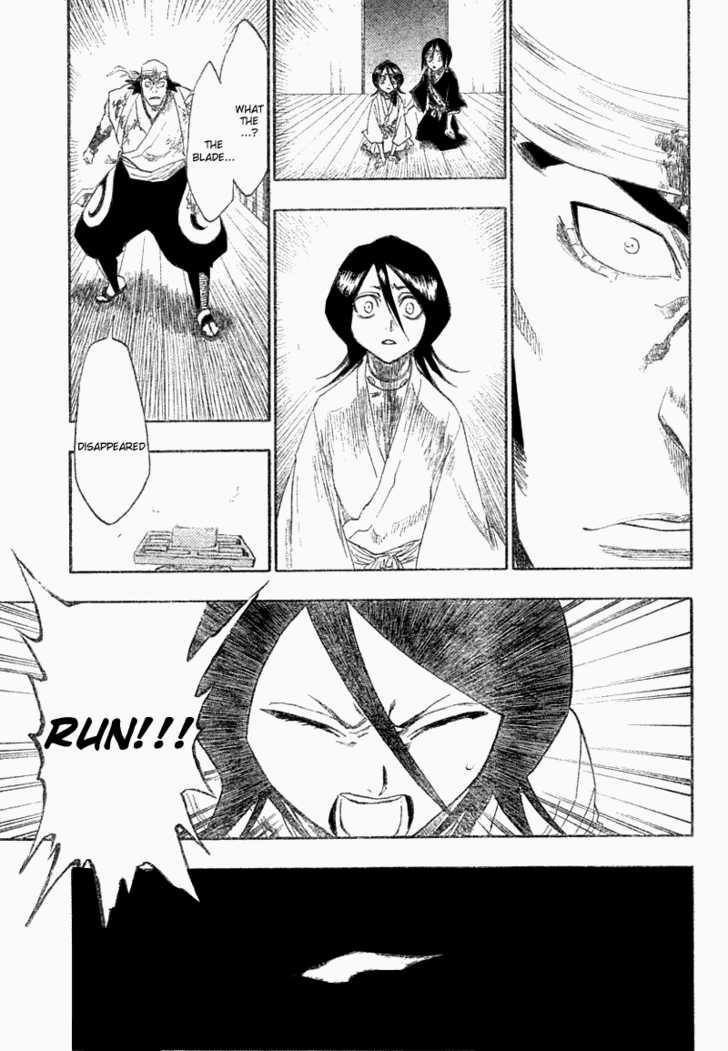 WHAT
THE
...?
THE
BLADE...
DISAPPEARED
RUN!!!